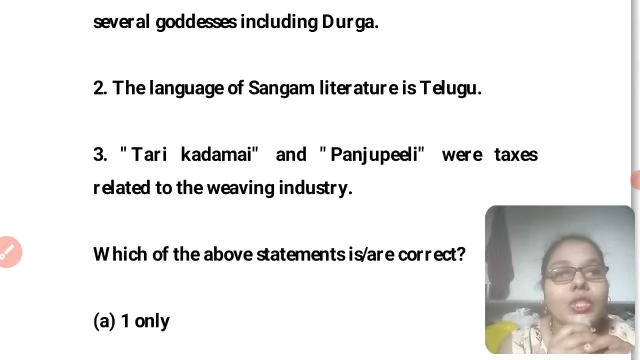 several goddesses including Durga.
2. The language of Sangam literature is Telugu.
3. "Tari kadamai" and "Panjupeeli" were taxes
related to the weaving industry.
Which of the above statements is/are correct?
(a) 1 only